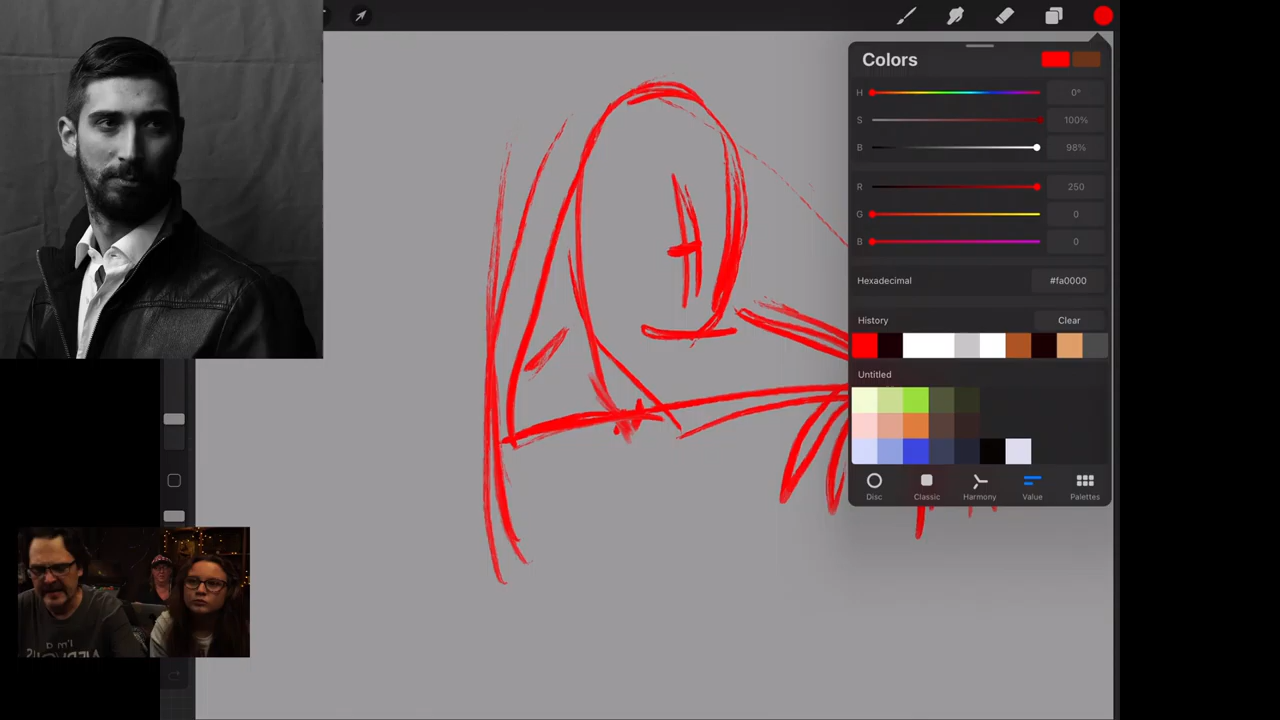 Colors
H 0°
S 100%
B 98%
R 250
G 0
B 0
Hexadecimal #fa0000
History Clear
Untitled
Disc Classic Harmony Value Palettes
I'm a